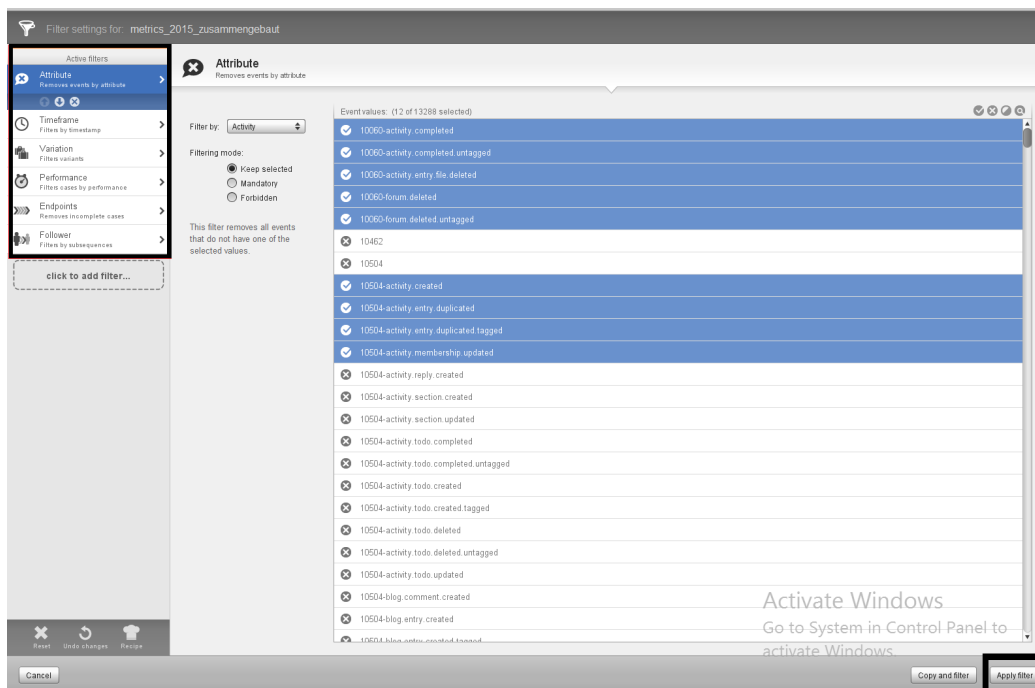 Filter settings for: metrics_2015_zusammengebaut
Active filters
Attribute
Removes events by attribute
Timeframe
Filters by timestamp
Variation
Filters variants
Performance
Filters cases by performance
Endpoints
Removes incomplete cases
Follower
Filters by subsequences
click to add filter...
Reset Undo changes Recipe
Cancel
Attribute
Removes events by attribute
Filter by: Activity
Filtering mode:
Keep selected
Mandatory
Forbidden
This filter removes all events
that do not have one of the
selected values.
Event values: (12 of 13288 selected)
10060-activity.completed
10060-activity.completed.untagged
10060-activity.entry.file.deleted
10060-forum.deleted
10060-forum.deleted.untagged
10462
10504
10504-activity.created
10504-activity.entry.duplicated
10504-activity.entry.duplicated.tagged
10504-activity.membership.updated
10504-activity.reply.created
10504-activity.section.created
10504-activity.section.updated
10504-activity.todo.completed
10504-activity.todo.completed.untagged
10504-activity.todo.created
10504-activity.todo.created.tagged
10504-activity.todo.deleted
10504-activity.todo.deleted.untagged
10504-activity.todo.updated
10504-blog.comment.created
10504-blog.entry.created
10504-blog.entry.created.tagged
Activate Windows
Go to System in Control Panel to
activate Windows.
Copy and filter Apply filter